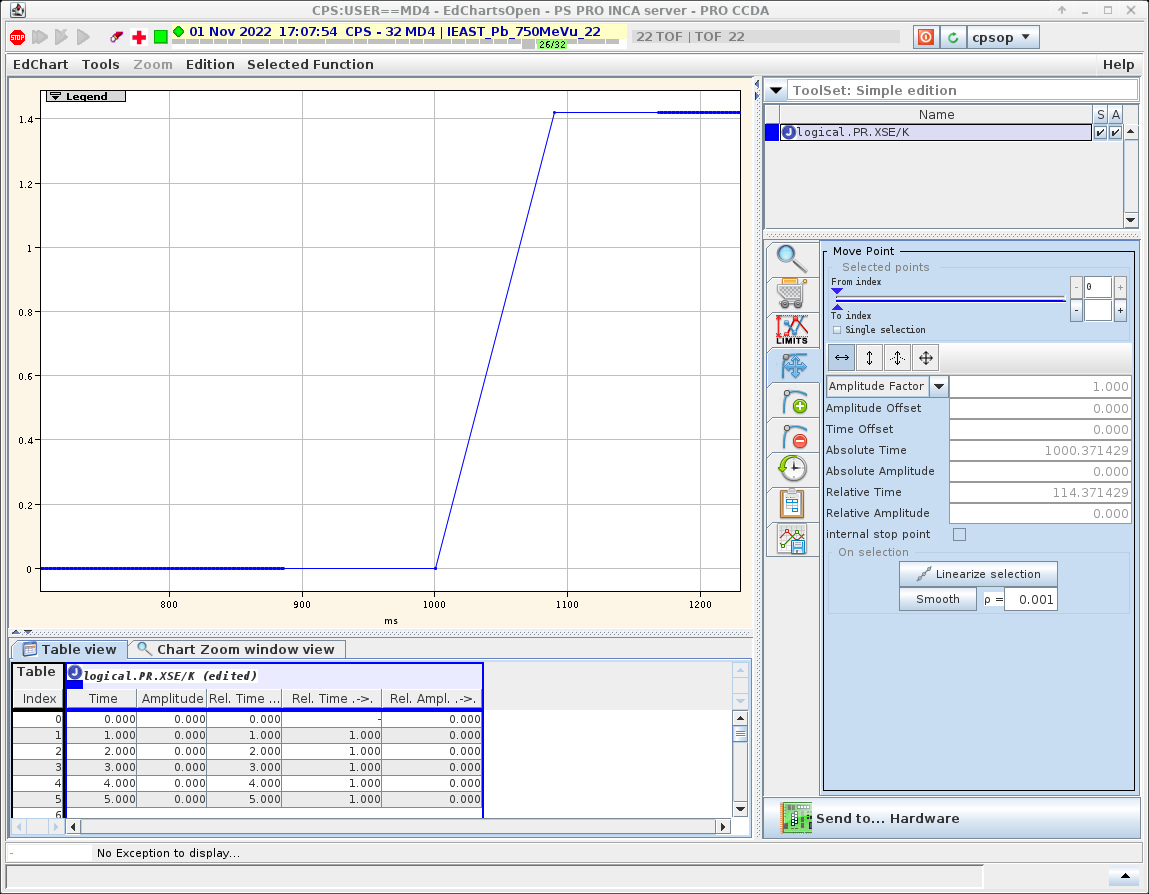 CPS:USER==MD4 - EdChartsOpen - PS PRO INCA server - PRO CCDA
STOP
01 Nov 2022 17:07:54 CPS - 32 MD4 | IEAST_Pb_750MeVu_22
26/32
22 TOF | TOF_22
cpsop
EdChart Tools Zoom Edition Selected Function Help
Legend
1.4
1.2
1
0.8
0.6
0.4
0.2
0
800 900 1000 1100 1200
ms
ToolSet: Simple edition
Name S A
logical.PR.XSE/K
Move Point
Selected points
From index
- 0 +
To index
- +
Single selection
LIMITS
Amplitude Factor 1.000
Amplitude Offset 0.000
Time Offset 0.000
Absolute Time 1000.371429
Absolute Amplitude 0.000
Relative Time 114.371429
Relative Amplitude 0.000
internal stop point
On selection
Linearize selection
Smooth ρ = 0.001
Table view Chart Zoom window view
Table logical.PR.XSE/K (edited)
Index Time Amplitude Rel. Time ... Rel. Time .->. Rel. Ampl. .->.
0 0.000 0.000 0.000 - 0.000
1 1.000 0.000 1.000 1.000 0.000
2 2.000 0.000 2.000 1.000 0.000
3 3.000 0.000 3.000 1.000 0.000
4 4.000 0.000 4.000 1.000 0.000
5 5.000 0.000 5.000 1.000 0.000
6
Send to... Hardware
- No Exception to display...